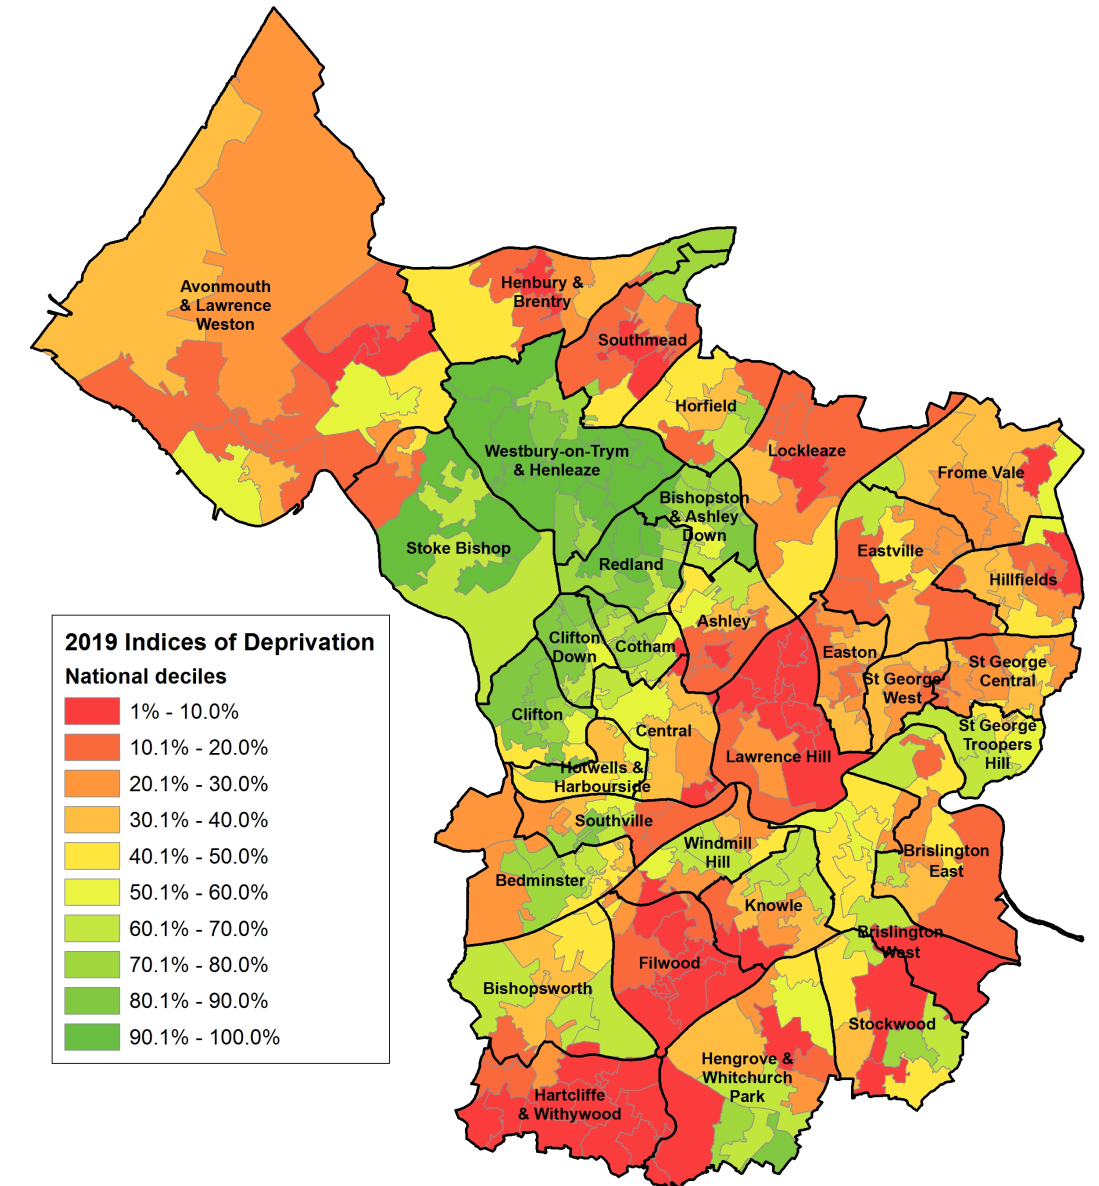 Avonmouth
& Lawrence
Weston
Henbury &
Brentry
Southmead
Horfield
Lockleaze
Westbury-on-Trym
& Henleaze
Frome Vale
Bishopston
& Ashley
Down
Stoke Bishop
Redland
Eastville
Hillfields
Ashley
Clifton
Down
Cotham
Easton
St George
West
St George
Central
Clifton
Central
St George
Troopers
Hill
Lawrence Hill
Hotwells &
Harbourside
Southville
Windmill
Hill
Brislington
East
Bedminster
Knowle
Brislington
West
Filwood
Bishopsworth
Stockwood
Hengrove &
Whitchurch
Park
Hartcliffe
& Withywood
2019 Indices of Deprivation
National deciles
1% - 10.0%
10.1% - 20.0%
20.1% - 30.0%
30.1% - 40.0%
40.1% - 50.0%
50.1% - 60.0%
60.1% - 70.0%
70.1% - 80.0%
80.1% - 90.0%
90.1% - 100.0%